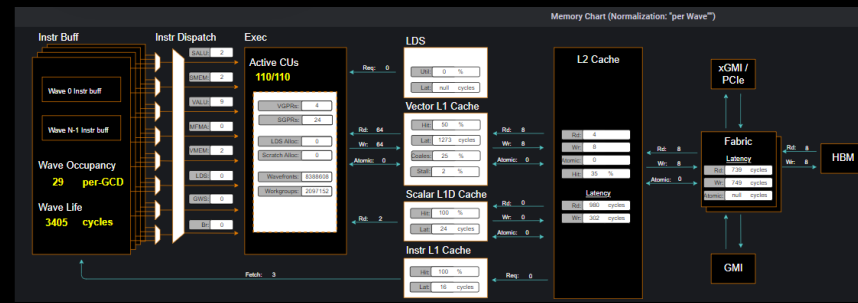 Memory Chart (Normalization: "per Wave"")
Instr Buff
Wave 0 Instr buff
Wave N-1 Instr buff
Wave Occupancy
29 per-GCD
Wave Life
3405 cycles
Instr Dispatch
SALU: 2
SMEM: 2
VALU: 9
MFMA: 0
VMEM: 2
LDS: 0
GWS: 0
Br: 0
Exec
Active CUs
110/110
VGPRs: 4
SGPRs: 24
LDS Alloc: 0
Scratch Alloc: 0
Wavefronts: 8388608
Workgroups: 2097152
Req: 0
Rd: 64
Wr: 64
Atomic: 0
Rd: 2
Fetch: 3
LDS
Util: 0 %
Lat: null cycles
Vector L1 Cache
Hit: 50 %
Lat: 1273 cycles
Coales: 25 %
Stall: 2 %
Scalar L1D Cache
Hit: 100 %
Lat: 24 cycles
Instr L1 Cache
Hit: 100 %
Lat: 16 cycles
Rd: 8
Wr: 8
Atomic: 0
Rd: 0
Wr: 0
Atomic: 0
Req: 0
L2 Cache
Rd: 4
Wr: 8
Atomic: 0
Hit: 35 %
Latency
Rd: 980 cycles
Wr: 302 cycles
Rd: 8
Wr: 8
Atomic: 0
xGMI /
PCIe
Fabric
Latency
Rd: 739 cycles
Wr: 749 cycles
Atomic: null cycles
GMI
Rd: 8
Wr: 8
HBM